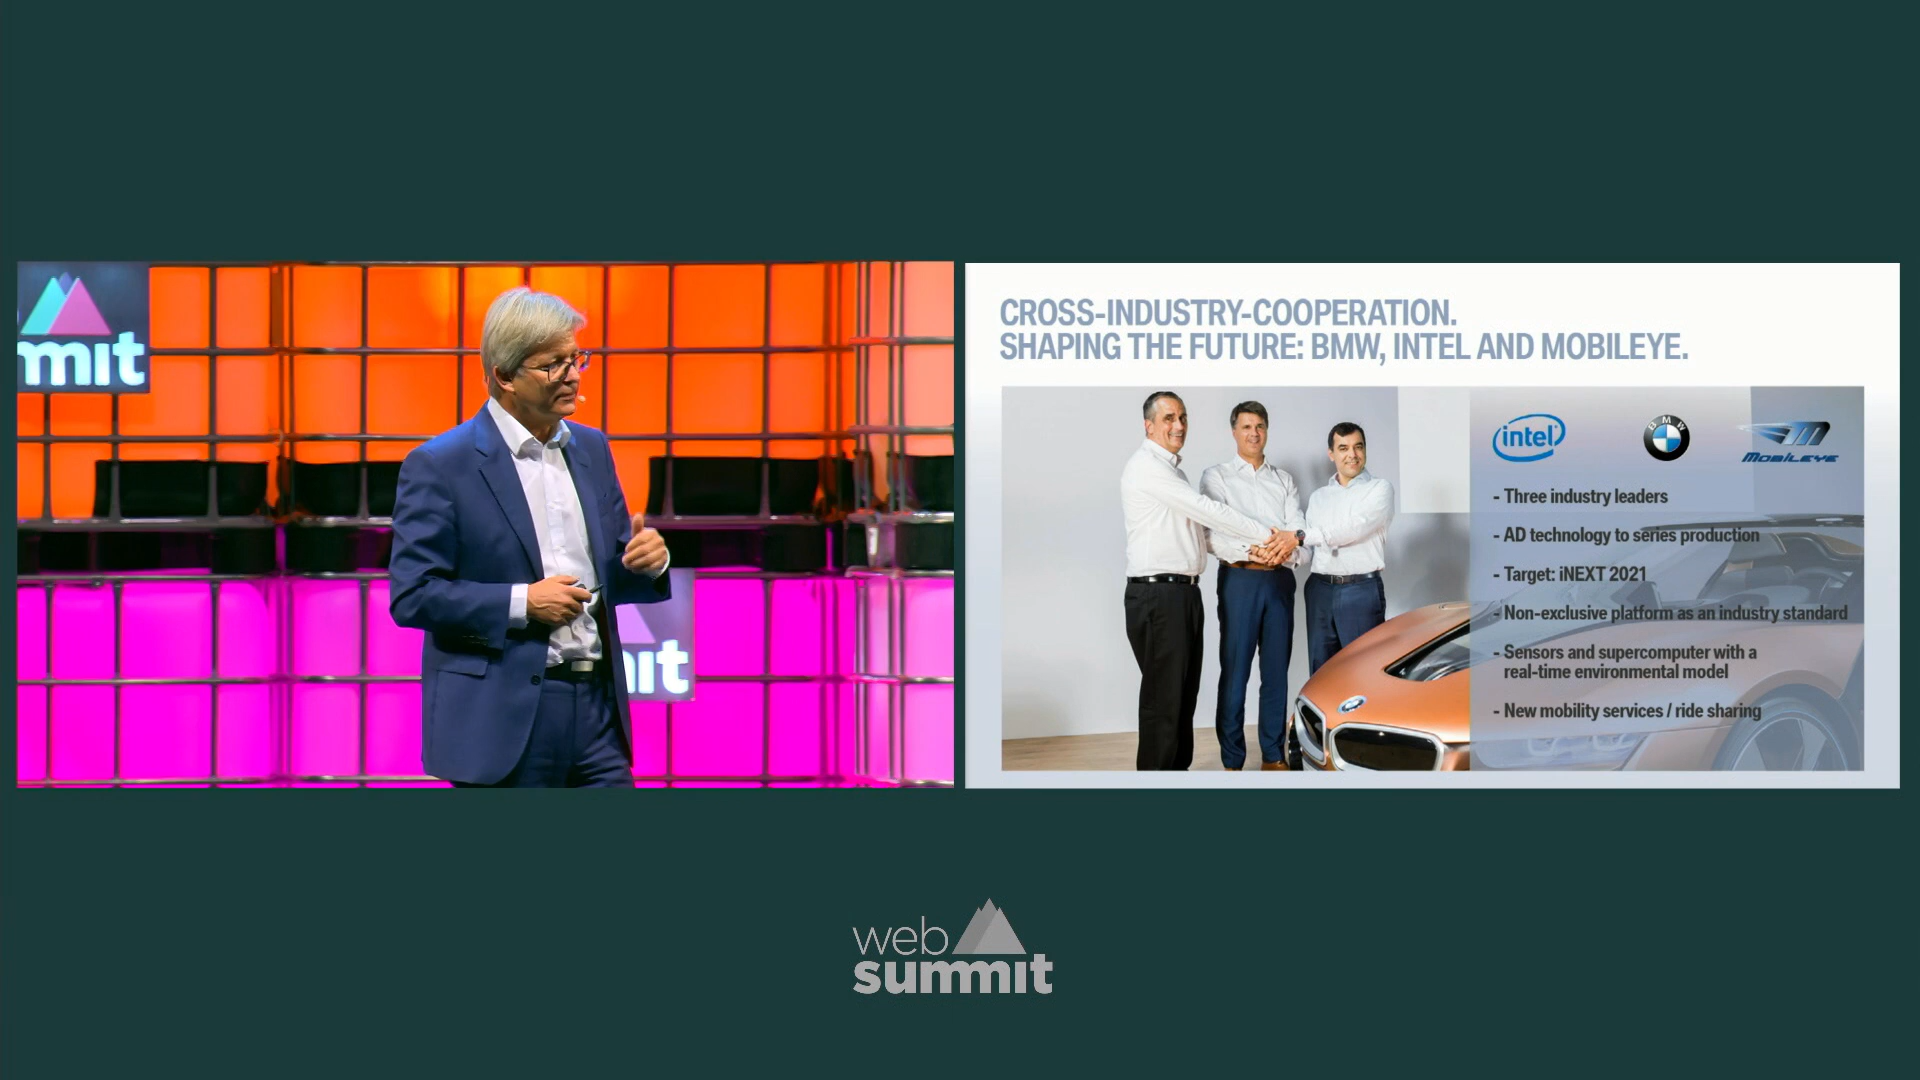 mit
mit
CROSS-INDUSTRY-COOPERATION.
SHAPING THE FUTURE: BMW, INTEL AND MOBILEYE.
intel
BMW
MOBILEYE
- Three industry leaders
- AD technology to series production
- Target: iNEXT 2021
- Non-exclusive platform as an industry standard
- Sensors and supercomputer with a
real-time environmental model
- New mobility services / ride sharing
web
summit